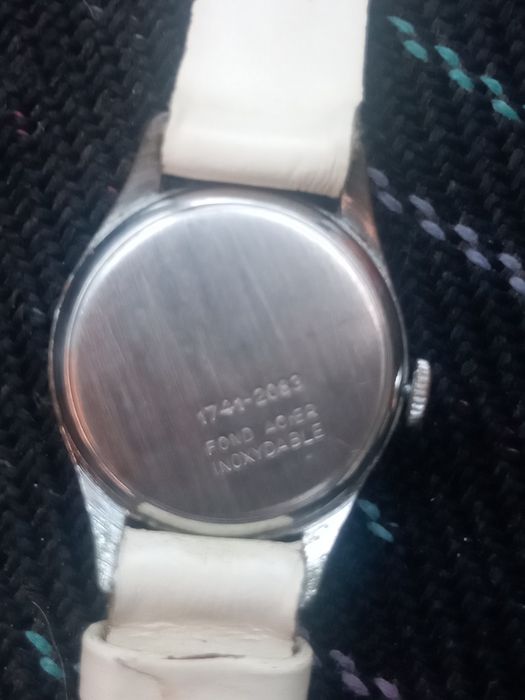 1741-2083
FOND ACIER
INOXYDABLE